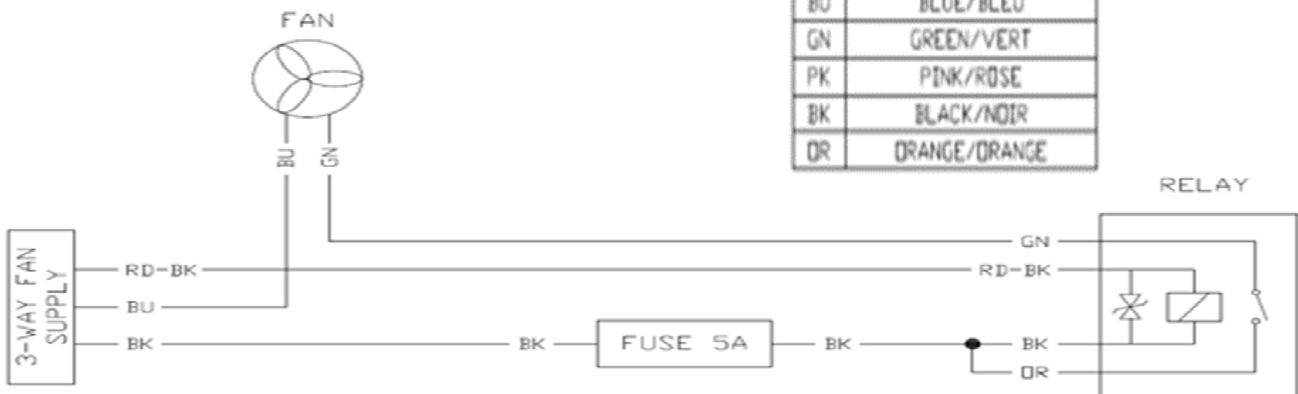 FAN
BU BLUE/BLEU
GN GREEN/VERT
PK PINK/ROSE
BK BLACK/NOIR
OR ORANGE/ORANGE
RELAY
BU
GN
3-WAY FAN
SUPPLY
GN
RD-BK
RD-BK
BU
BK
BK
FUSE 5A
BK
BK
OR